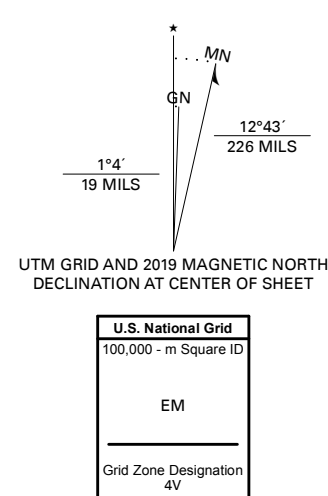 ★
MN
GN
12°43´
226 MILS
1°4´
19 MILS
UTM GRID AND 2019 MAGNETIC NORTH
DECLINATION AT CENTER OF SHEET
U.S. National Grid
100,000 - m Square ID
EM
Grid Zone Designation
4V